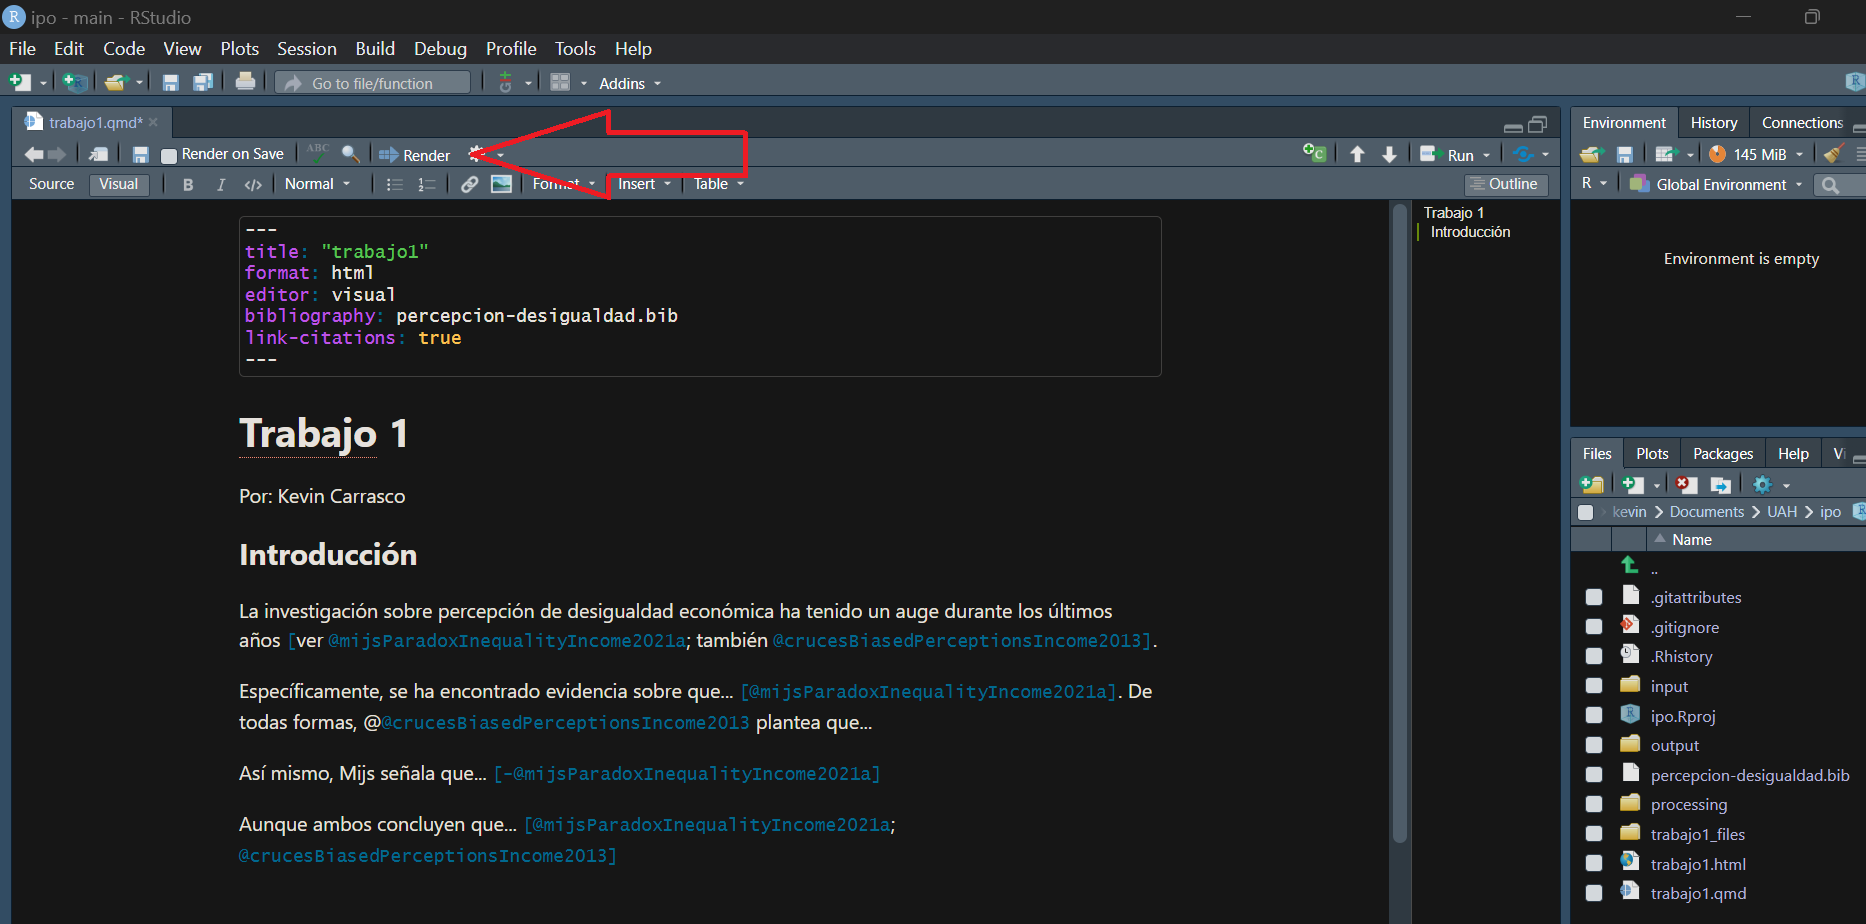 ipo - main - RStudio
File Edit Code View Plots Session Build Debug Profile Tools Help
Go to file/function Addins
trabajo1.qmd*
Render on Save ABC Render Run
Source Visual B I </> Normal Format Insert Table Outline
---
title: "trabajo1"
format: html
editor: visual
bibliography: percepcion-desigualdad.bib
link-citations: true
---
Trabajo 1
Por: Kevin Carrasco
Introducción
La investigación sobre percepción de desigualdad económica ha tenido un auge durante los últimos
años [ver @mijsParadoxInequalityIncome2021a; también @crucesBiasedPerceptionsIncome2013].
Específicamente, se ha encontrado evidencia sobre que... [@mijsParadoxInequalityIncome2021a]. De
todas formas, @@crucesBiasedPerceptionsIncome2013 plantea que...
Así mismo, Mijs señala que... [-@mijsParadoxInequalityIncome2021a]
Aunque ambos concluyen que... [@mijsParadoxInequalityIncome2021a;
@crucesBiasedPerceptionsIncome2013]
Trabajo 1
Introducción
Environment History Connections
145 MiB
R Global Environment
Environment is empty
Files Plots Packages Help Vi
kevin > Documents > UAH > ipo
Name
..
.gitattributes
.gitignore
.Rhistory
input
ipo.Rproj
output
percepcion-desigualdad.bib
processing
trabajo1_files
trabajo1.html
trabajo1.qmd